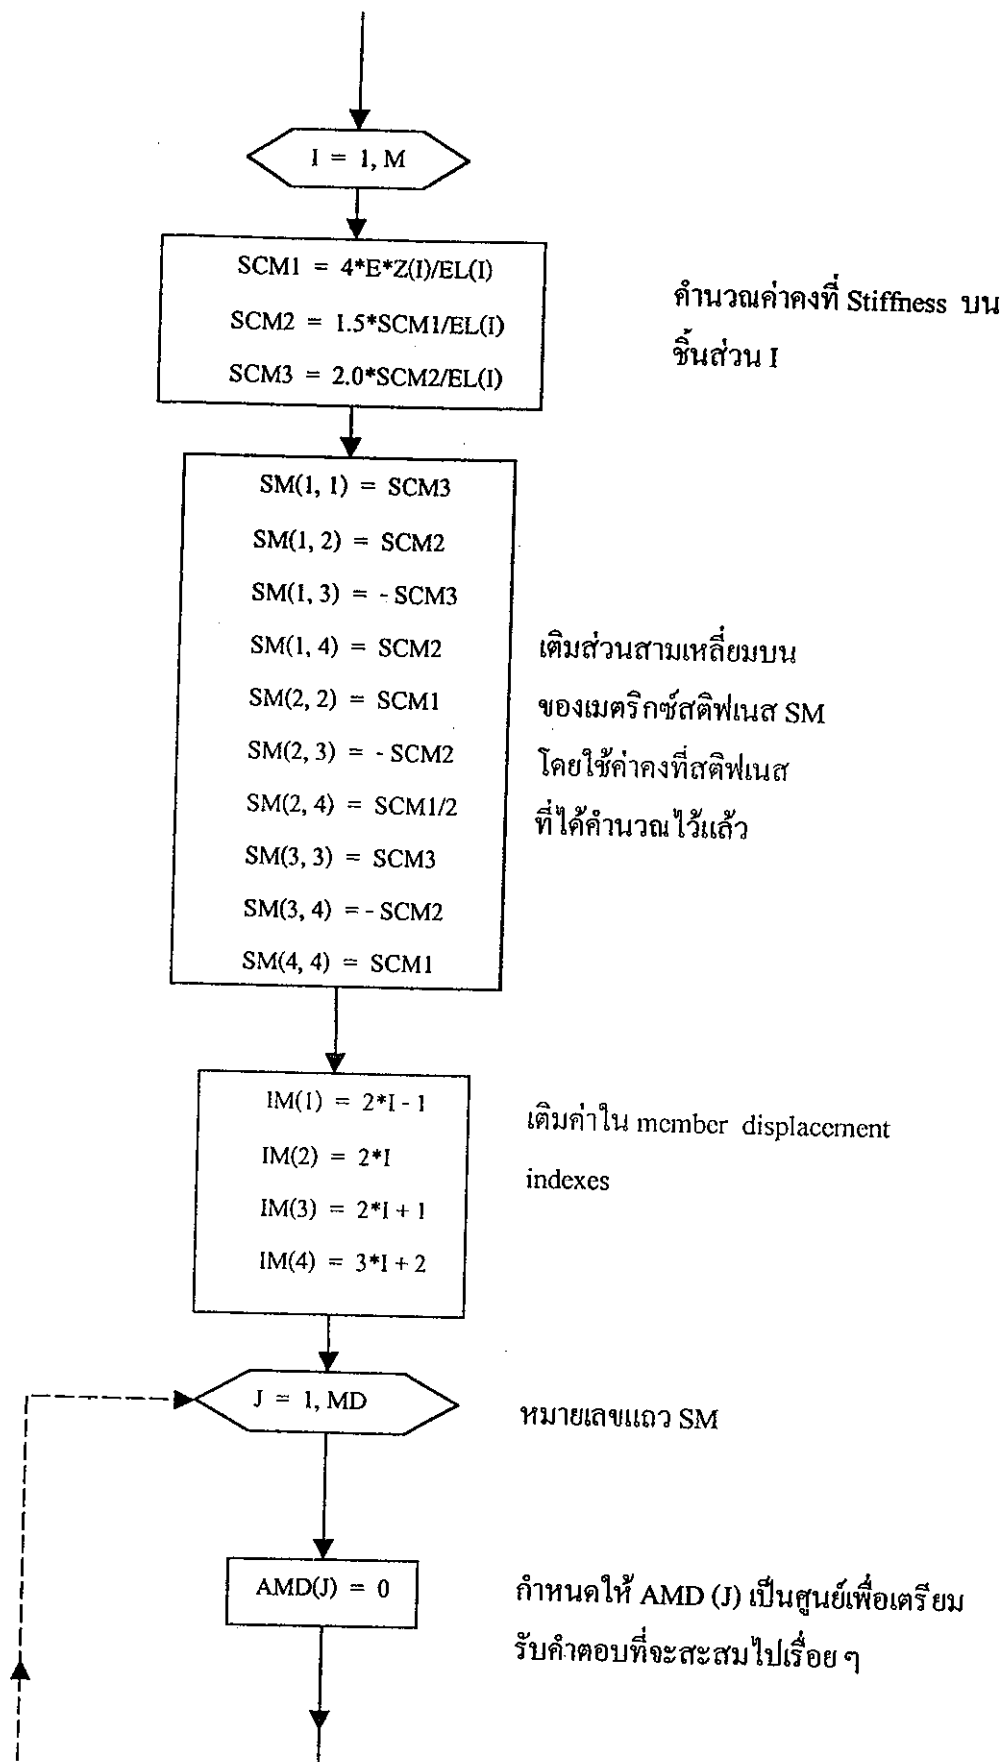 I = 1, M
SCM1 = 4*E*Z(I)/EL(I)
SCM2 = 1.5*SCM1/EL(I)
SCM3 = 2.0*SCM2/EL(I)
คำนวณค่าคงที่ Stiffness บน
ชิ้นส่วน I
SM(1, 1) = SCM3
SM(1, 2) = SCM2
SM(1, 3) = - SCM3
SM(1, 4) = SCM2
SM(2, 2) = SCM1
SM(2, 3) = - SCM2
SM(2, 4) = SCM1/2
SM(3, 3) = SCM3
SM(3, 4) = - SCM2
SM(4, 4) = SCM1
เติมส่วนสามเหลี่ยมบน
ของเมตริกซ์สติฟเนส SM
โดยใช้ค่าคงที่สติฟเนส
ที่ได้คำนวณไว้แล้ว
IM(1) = 2*I - 1
IM(2) = 2*I
IM(3) = 2*I + 1
IM(4) = 3*I + 2
เติมค่าใน member displacement
indexes
J = 1, MD
หมายเลขแถว SM
AMD(J) = 0
กำหนดให้ AMD (J) เป็นศูนย์เพื่อเตรียม
รับคำตอบที่จะสะสมไปเรื่อย ๆ